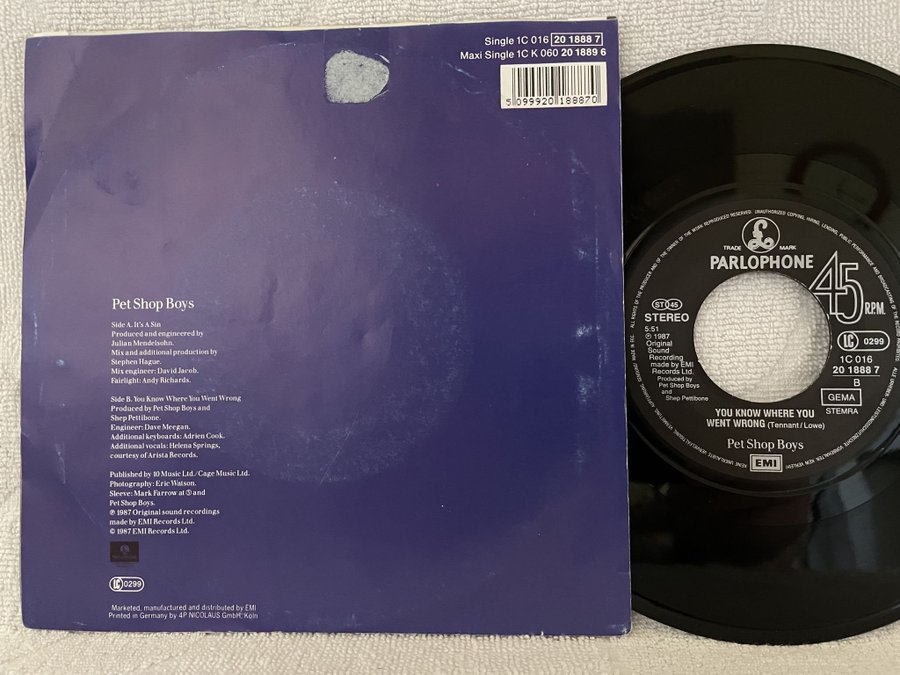 Single 1C 016 20 1888 7
Maxi Single 1C K 060 20 1889 6
5 099920 188870
Pet Shop Boys
Side A. It's A Sin
Produced and engineered by
Julian Mendelsohn.
Mix and additional production by
Stephen Hague.
Mix engineer: David Jacob.
Fairlight: Andy Richards.
Side B. You Know Where You Went Wrong
Produced by Pet Shop Boys and
Shep Pettibone.
Engineer: Dave Meegan.
Additional keyboards: Adrien Cook.
Additional vocals: Helena Springs,
courtesy of Arista Records.
Published by 10 Music Ltd./Cage Music Ltd.
Photography: Eric Watson.
Sleeve: Mark Farrow at ③ and
Pet Shop Boys.
℗ 1987 Original sound recordings
made by EMI Records Ltd.
© 1987 EMI Records Ltd.
LC 0299
Marketed, manufactured and distributed by EMI
Printed in Germany by 4P NICOLAUS GmbH, Köln
TRADE MARK
PARLOPHONE
45 R.P.M.
ST 45
STEREO
5:51
℗ 1987
Original
Sound
Recording
made by EMI
Records Ltd.
Produced by
Pet Shop Boys
and
Shep Pettibone
LC 0299
1C 016
20 1888 7
B
GEMA
STEMRA
YOU KNOW WHERE YOU
WENT WRONG (Tennant/Lowe)
Pet Shop Boys
EMI